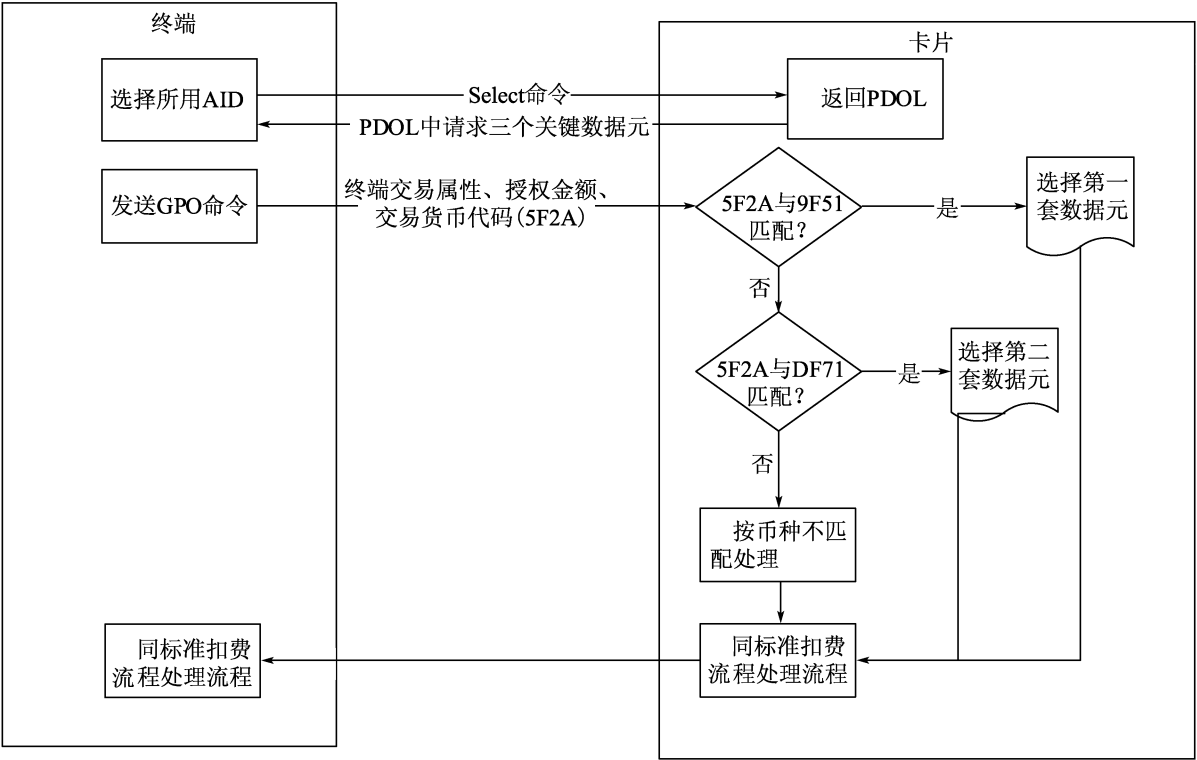 终端
卡片
选择所用AID
Select命令
返回PDOL
PDOL中请求三个关键数据元
发送GPO命令
终端交易属性、授权金额、
交易货币代码(5F2A)
5F2A与9F51
匹配?
是
选择第一
套数据元
否
5F2A与DF71
匹配?
是
选择第二
套数据元
否
按币种不匹
配处理
同标准扣费
流程处理流程
同标准扣费
流程处理流程